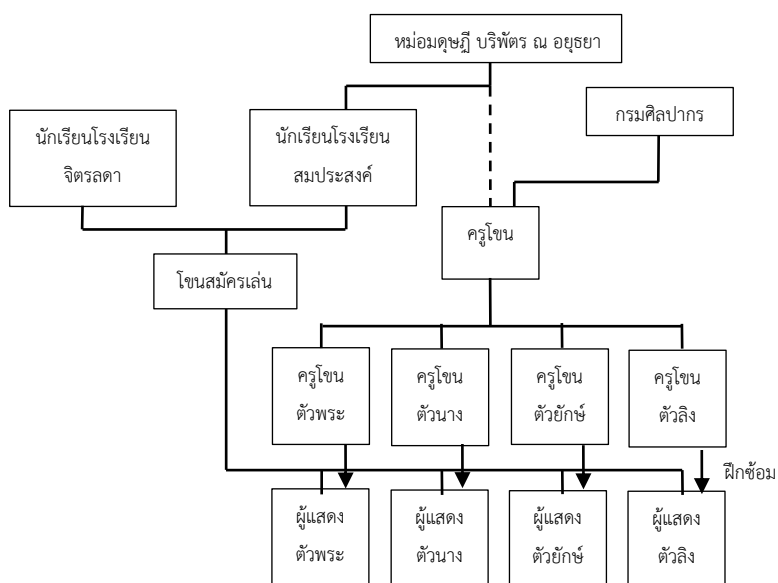 หม่อมดุษฎี บริพัตร ณ อยุธยา
นักเรียนโรงเรียน
จิตรลดา
นักเรียนโรงเรียน
สมประสงค์
กรมศิลปากร
ครูโขน
โขนสมัครเล่น
ครูโขน
ตัวพระ
ครูโขน
ตัวนาง
ครูโขน
ตัวยักษ์
ครูโขน
ตัวลิง
ฝึกซ้อม
ผู้แสดง
ตัวพระ
ผู้แสดง
ตัวนาง
ผู้แสดง
ตัวยักษ์
ผู้แสดง
ตัวลิง